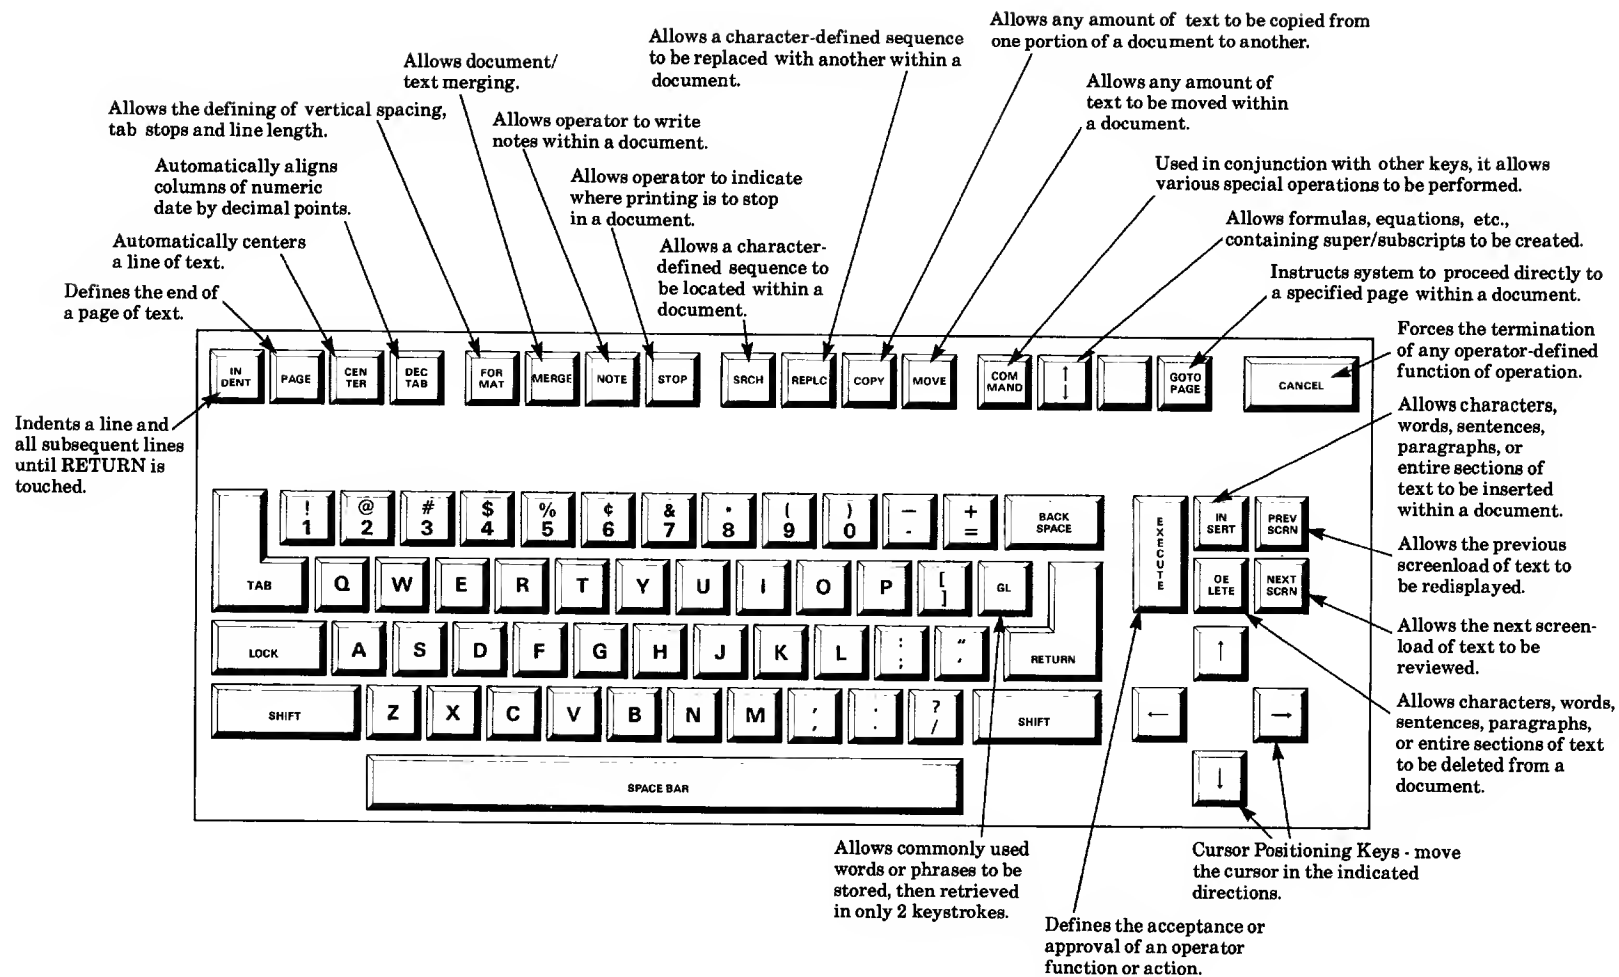 Allows any amount of text to be copied from
one portion of a document to another.
Allows a character-defined sequence
to be replaced with another within a
document.
Allows document/
text merging.
Allows any amount of
text to be moved within
a document.
Allows the defining of vertical spacing,
tab stops and line length.
Allows operator to write
notes within a document.
Used in conjunction with other keys, it allows
various special operations to be performed.
Automatically aligns
columns of numeric
date by decimal points.
Allows operator to indicate
where printing is to stop
in a document.
Allows formulas, equations, etc.,
containing super/subscripts to be created.
Automatically centers
a line of text.
Allows a character-
defined sequence to
be located within a
document.
Instructs system to proceed directly to
a specified page within a document.
Defines the end of
a page of text.
Forces the termination
of any operator-defined
function of operation.
IN
DENT
PAGE
CEN
TER
DEC
TAB
FOR
MAT
MERGE
NOTE
STOP
SRCH
REPLC
COPY
MOVE
COM
MAND
↑
↓
GOTO
PAGE
CANCEL
Indents a line and
all subsequent lines
until RETURN is
touched.
Allows characters,
words, sentences,
paragraphs, or
entire sections of
text to be inserted
within a document.
!
1
@
2
#
3
$
4
%
5
¢
6
&
7
*
8
(
9
)
0
—
-
+
=
BACK
SPACE
EXECUTE
IN
SERT
PREV
SCRN
Allows the previous
screenload of text to
be redisplayed.
TAB
Q
W
E
R
T
Y
U
I
O
P
[
]
GL
OE
LETE
NEXT
SCRN
Allows the next screen-
load of text to be
reviewed.
LOCK
A
S
D
F
G
H
J
K
L
:
;
"
'
RETURN
↑
Allows characters, words,
sentences, paragraphs,
or entire sections of text
to be deleted from a
document.
SHIFT
Z
X
C
V
B
N
M
,
,
.
.
?
/
SHIFT
←
→
SPACE BAR
↓
Allows commonly used
words or phrases to be
stored, then retrieved
in only 2 keystrokes.
Cursor Positioning Keys - move
the cursor in the indicated
directions.
Defines the acceptance or
approval of an operator
function or action.